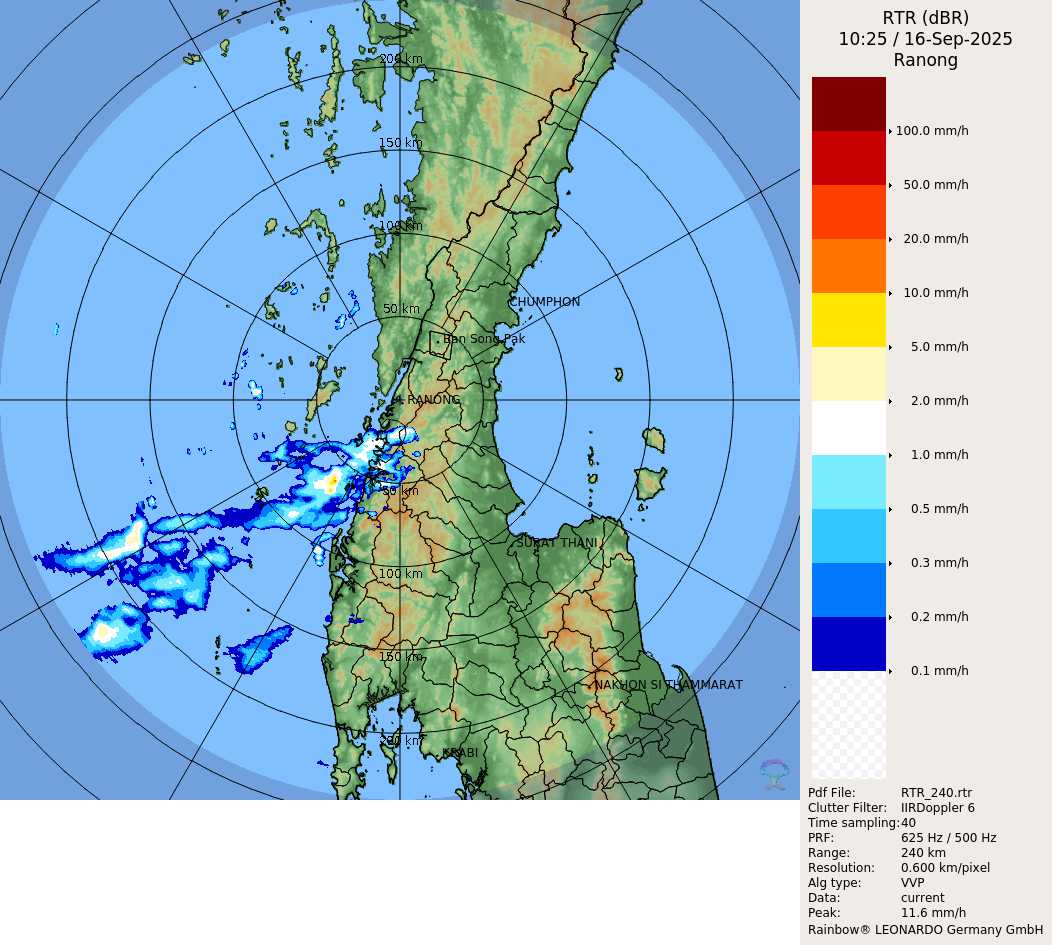 RTR (dBR)
10:25 / 16-Sep-2025
Ranong
200 km
150 km
100 km
50 km
CHUMPHON
Ban Song Pak
RANONG
50 km
SURAT THANI
100 km
150 km
NAKHON SI THAMMARAT
200 km
KRABI
100.0 mm/h
50.0 mm/h
20.0 mm/h
10.0 mm/h
5.0 mm/h
2.0 mm/h
1.0 mm/h
0.5 mm/h
0.3 mm/h
0.2 mm/h
0.1 mm/h
Pdf File: RTR_240.rtr
Clutter Filter: IIRDoppler 6
Time sampling:40
PRF: 625 Hz / 500 Hz
Range: 240 km
Resolution: 0.600 km/pixel
Alg type: VVP
Data: current
Peak: 11.6 mm/h
Rainbow® LEONARDO Germany GmbH